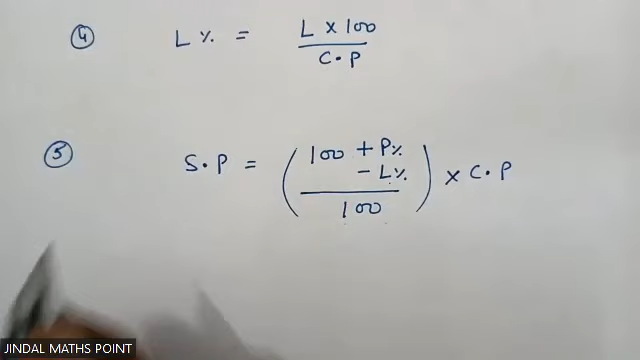 ④ L % = L × 100 / C.P
⑤ S.P = ( 100 + P% - L% / 100 ) × C.P
JINDAL MATHS POINT